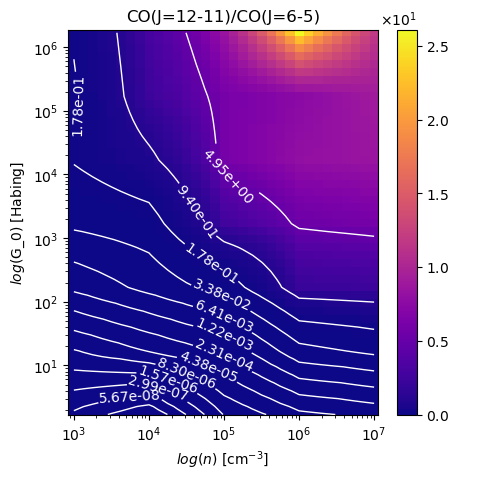 CO(J=12-11)/CO(J=6-5)
×10¹
10⁶
10⁵
10⁴
10³
10²
10¹
log(G_0) [Habing]
1.78e-01
4.95e+00
9.40e-01
1.78e-01
3.38e-02
6.41e-03
1.22e-03
2.31e-04
4.38e-05
8.30e-06
1.57e-06
2.99e-07
5.67e-08
10³ 10⁴ 10⁵ 10⁶ 10⁷
log(n) [cm⁻³]
2.5
2.0
1.5
1.0
0.5
0.0